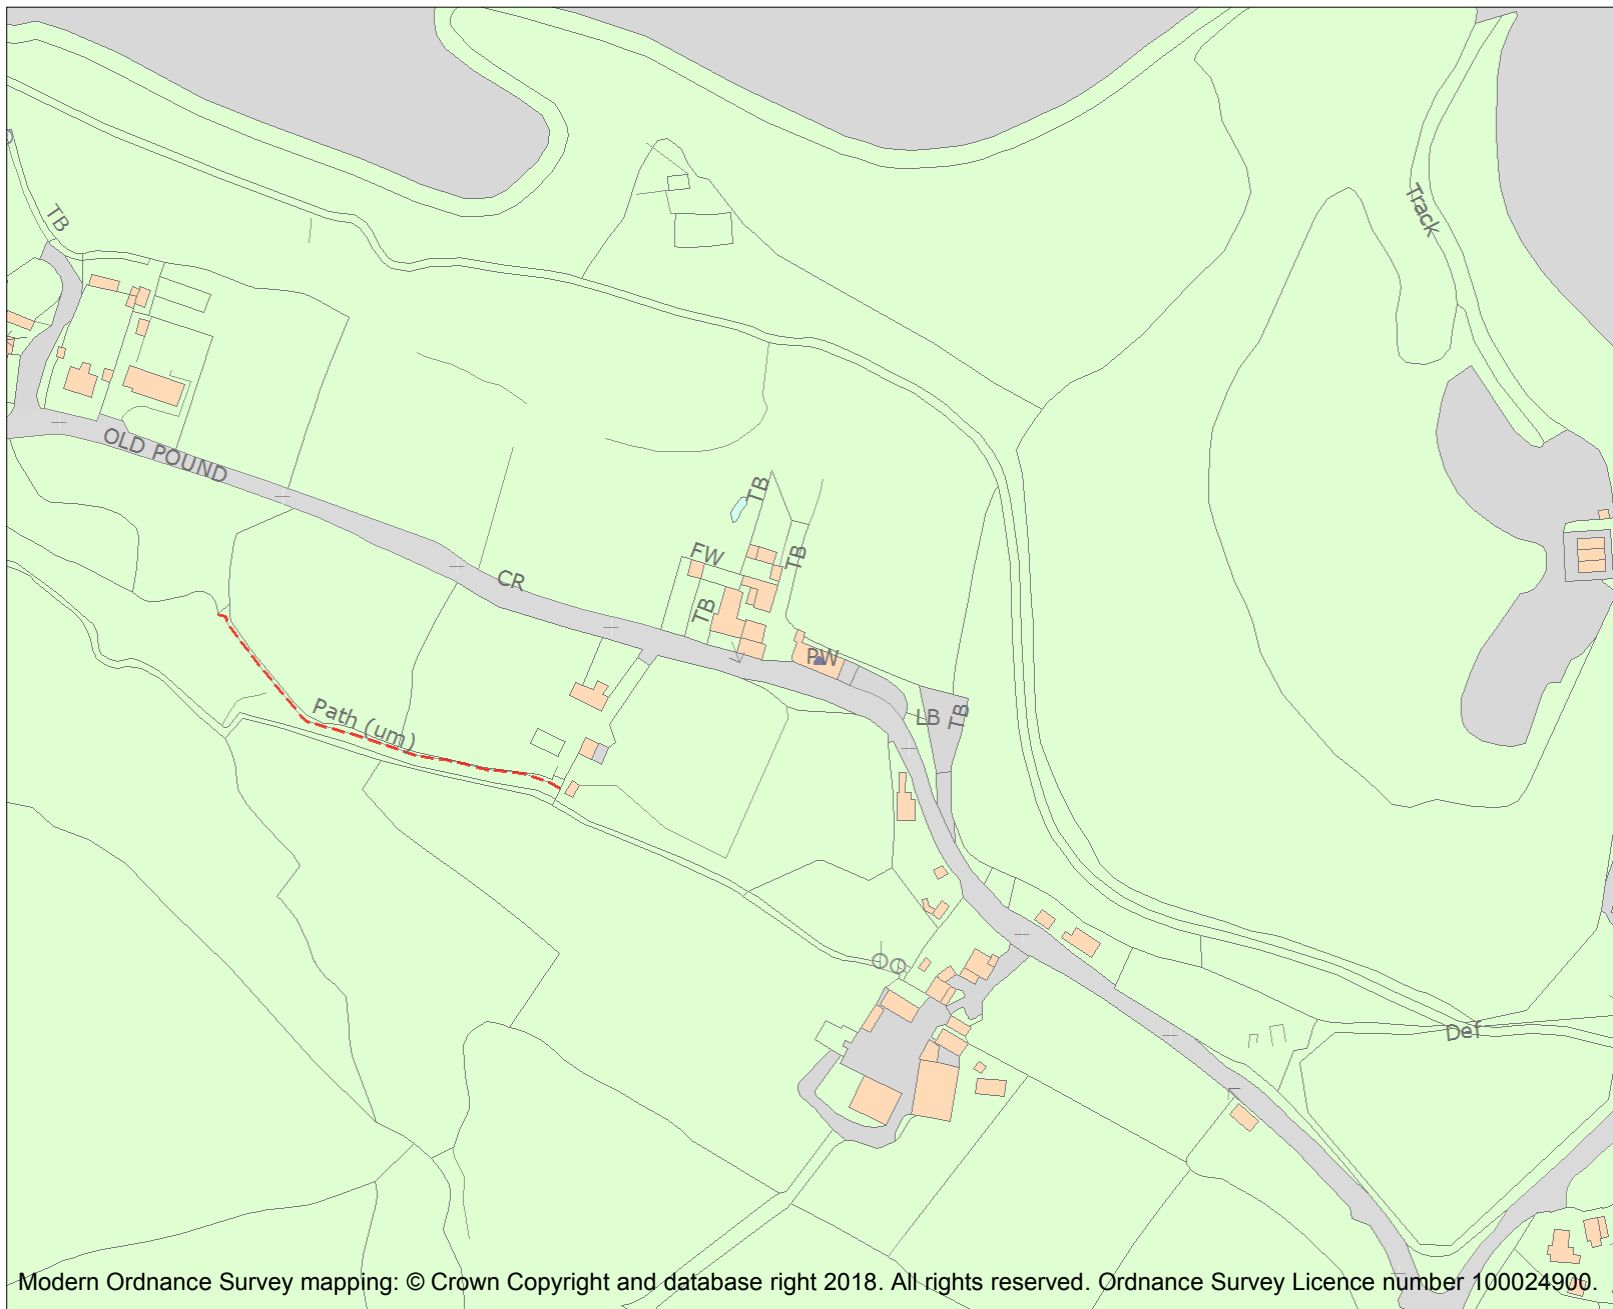 TB
Track
OLD POUND
TB
TB
FW
CR
TB
PW
LB
TB
Path (um)
Def
Modern Ordnance Survey mapping: © Crown Copyright and database right 2018. All rights reserved. Ordnance Survey Licence number 100024900.